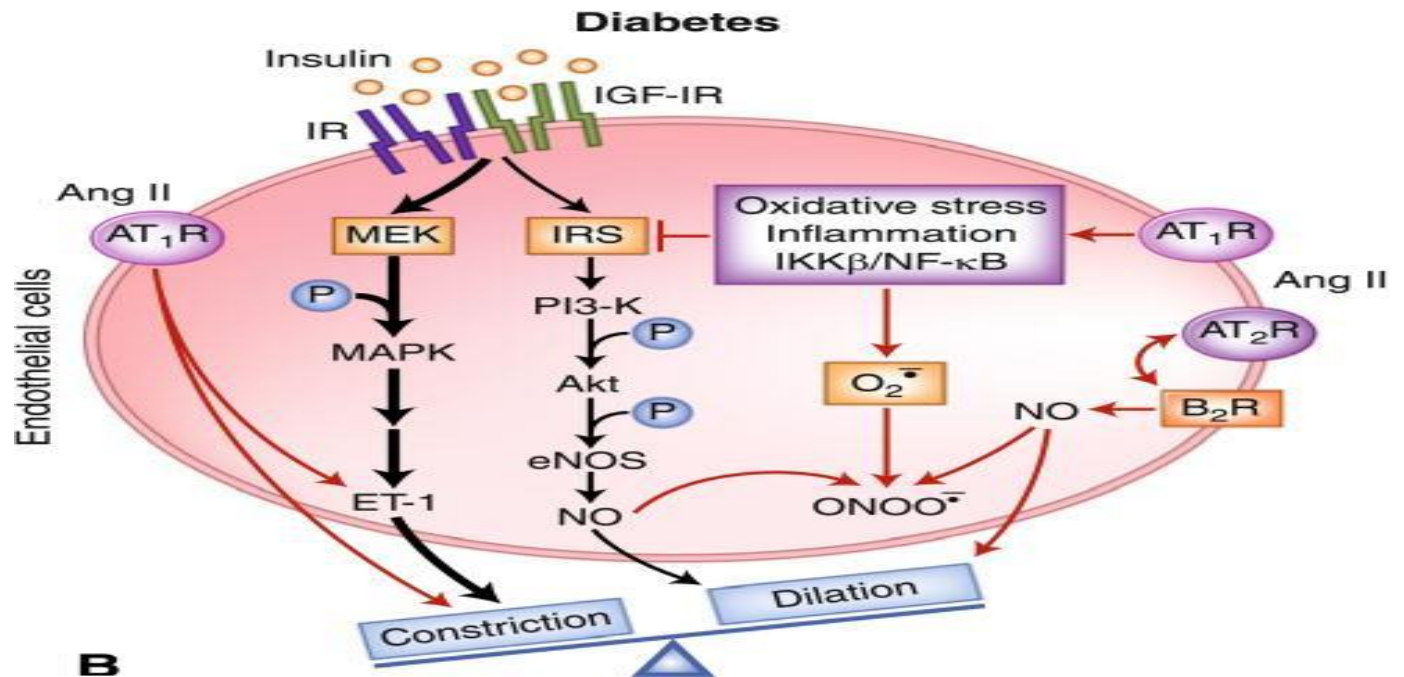 Diabetes
Insulin
IGF-IR
IR
Ang II
AT₁R
MEK
IRS
Oxidative stress
Inflammation
IKKβ/NF-κB
AT₁R
Ang II
Endothelial cells
P
PI3-K
P
AT₂R
MAPK
Akt
O₂•̅
P
NO
B₂R
eNOS
ET-1
NO
ONOO•̅
Constriction
Dilation
B